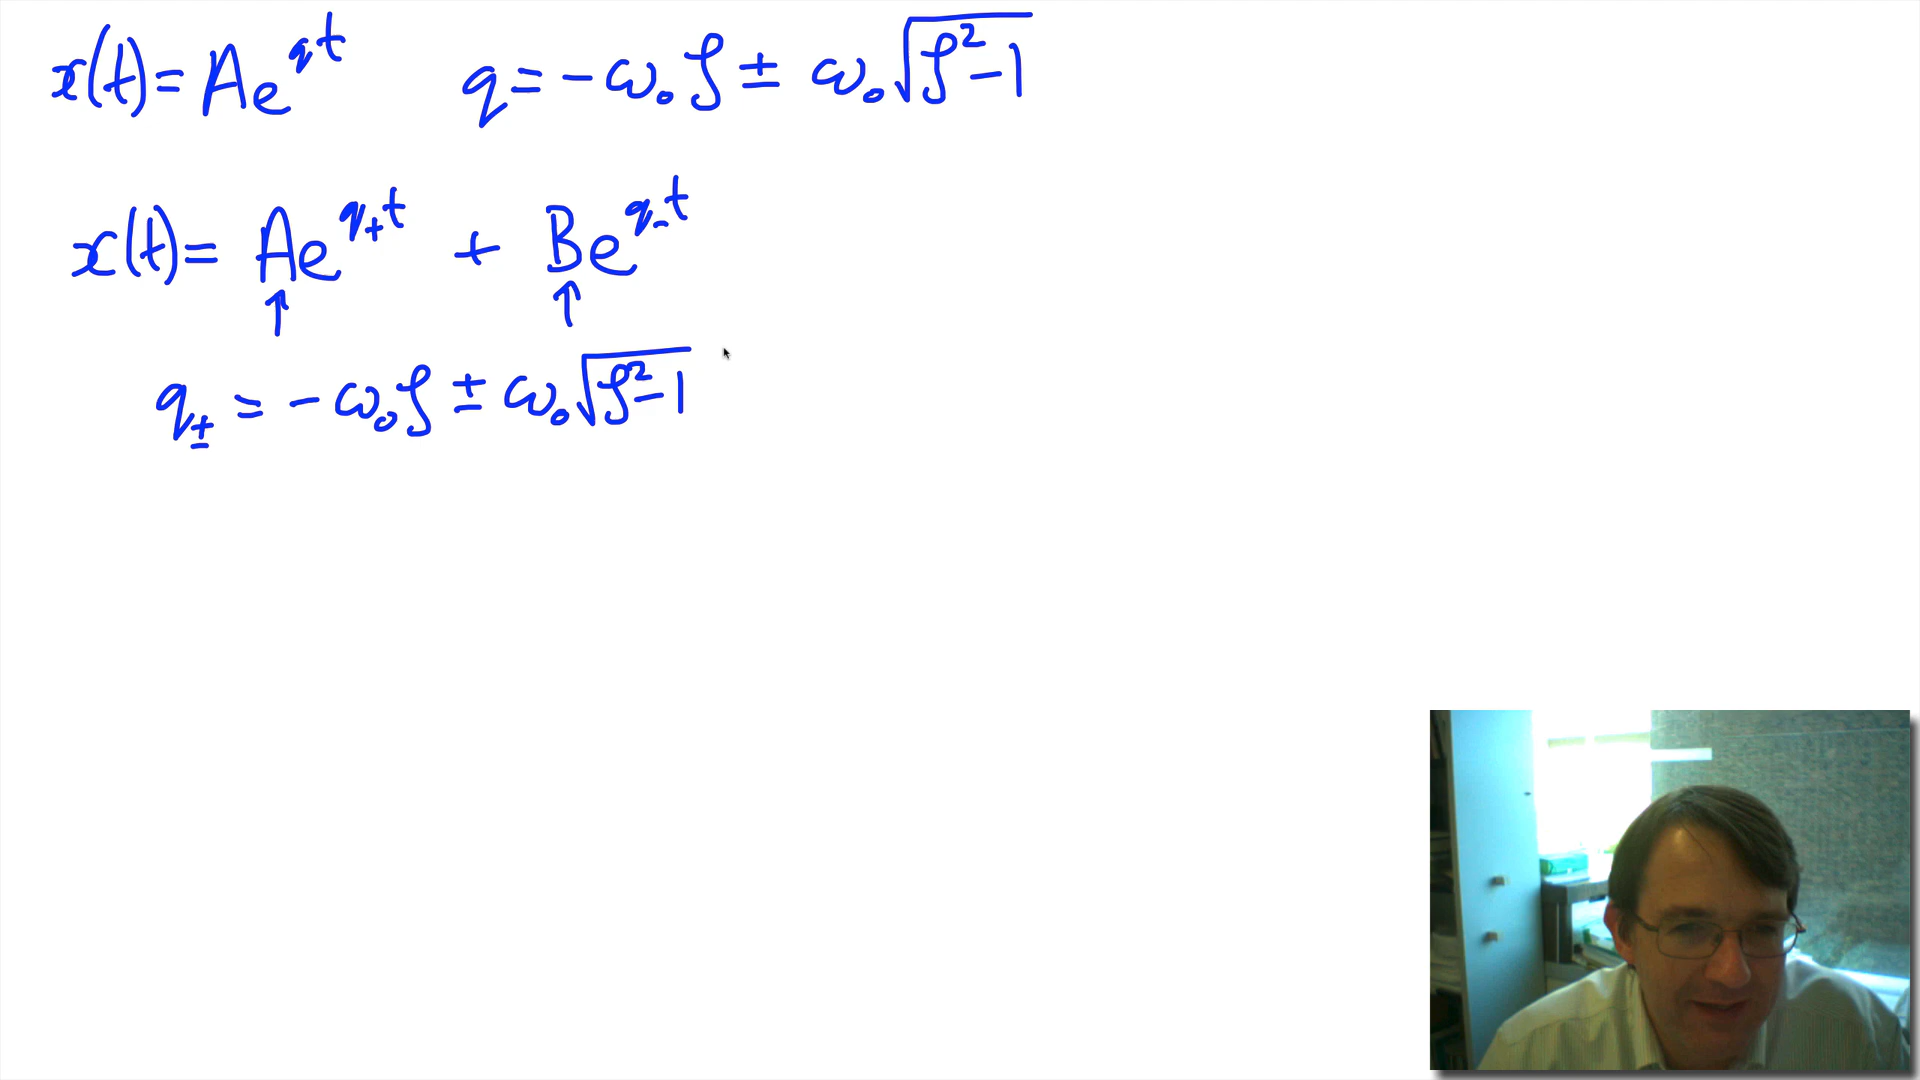 x(t) = Ae^{qt}   q = -ω₀ζ ± ω₀√(ζ²-1)
x(t) = Ae^{q₊t} + Be^{q₋t}
↑ ↑
q± = -ω₀ζ ± ω₀√(ζ²-1)